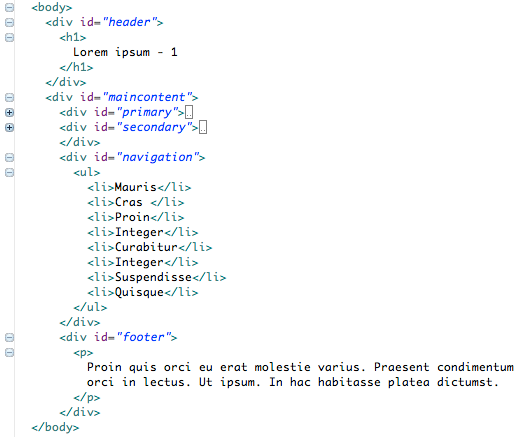 <body>
<div id="header">
<h1>
Lorem ipsum - 1
</h1>
</div>
<div id="maincontent">
<div id="primary">..
<div id="secondary">..
</div>
<div id="navigation">
<ul>
<li>Mauris</li>
<li>Cras </li>
<li>Proin</li>
<li>Integer</li>
<li>Curabitur</li>
<li>Integer</li>
<li>Suspendisse</li>
<li>Quisque</li>
</ul>
</div>
<div id="footer">
<p>
Proin quis orci eu erat molestie varius. Praesent condimentum
orci in lectus. Ut ipsum. In hac habitasse platea dictumst.
</p>
</div>
</body>